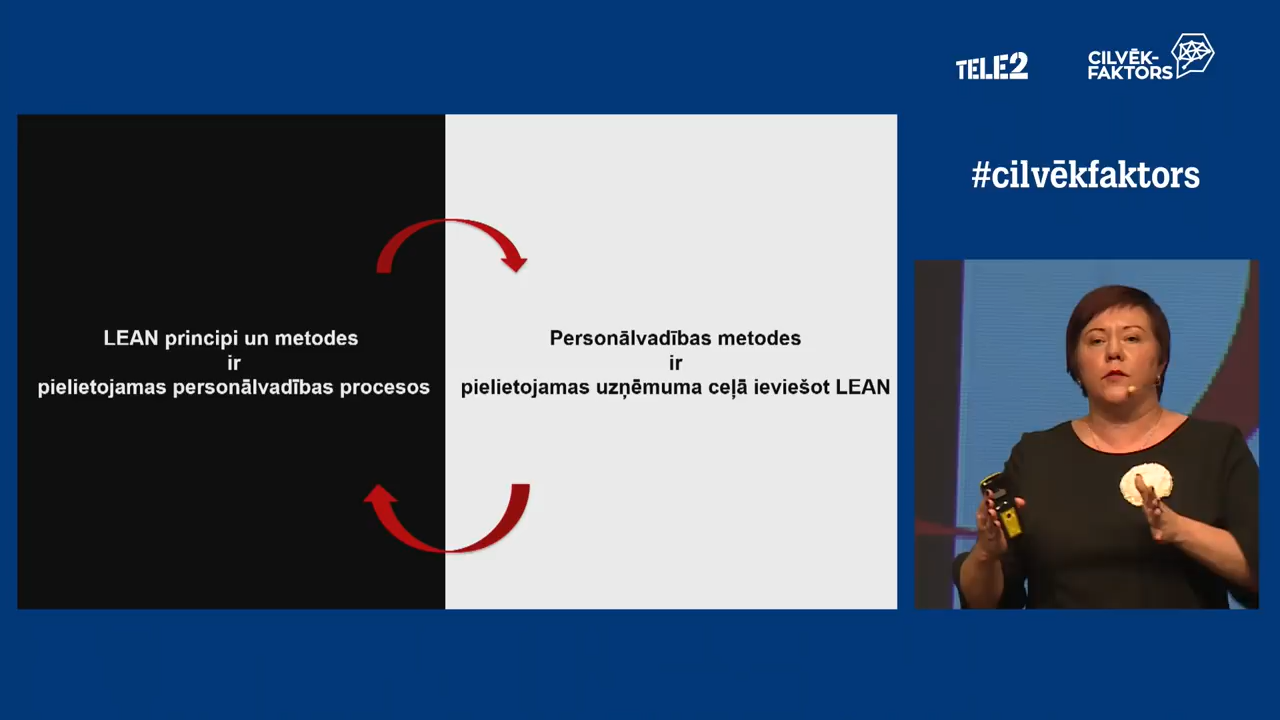 TELE2
CILVĒK-
FAKTORS
#cilvēkfaktors
LEAN principi un metodes
ir
pielietojamas personālvadības procesos
Personālvadības metodes
ir
pielietojamas uzņēmuma ceļā ieviešot LEAN